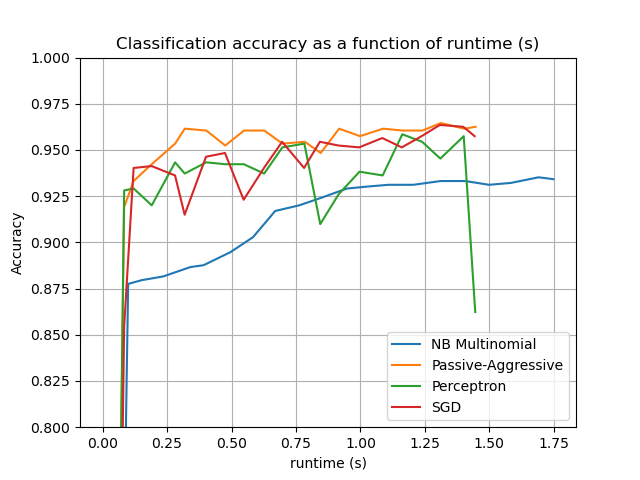 Classification accuracy as a function of runtime (s)
1.000
0.975
0.950
0.925
0.900
0.875
0.850
0.825
0.800
Accuracy
NB Multinomial
Passive-Aggressive
Perceptron
SGD
0.00 0.25 0.50 0.75 1.00 1.25 1.50 1.75
runtime (s)